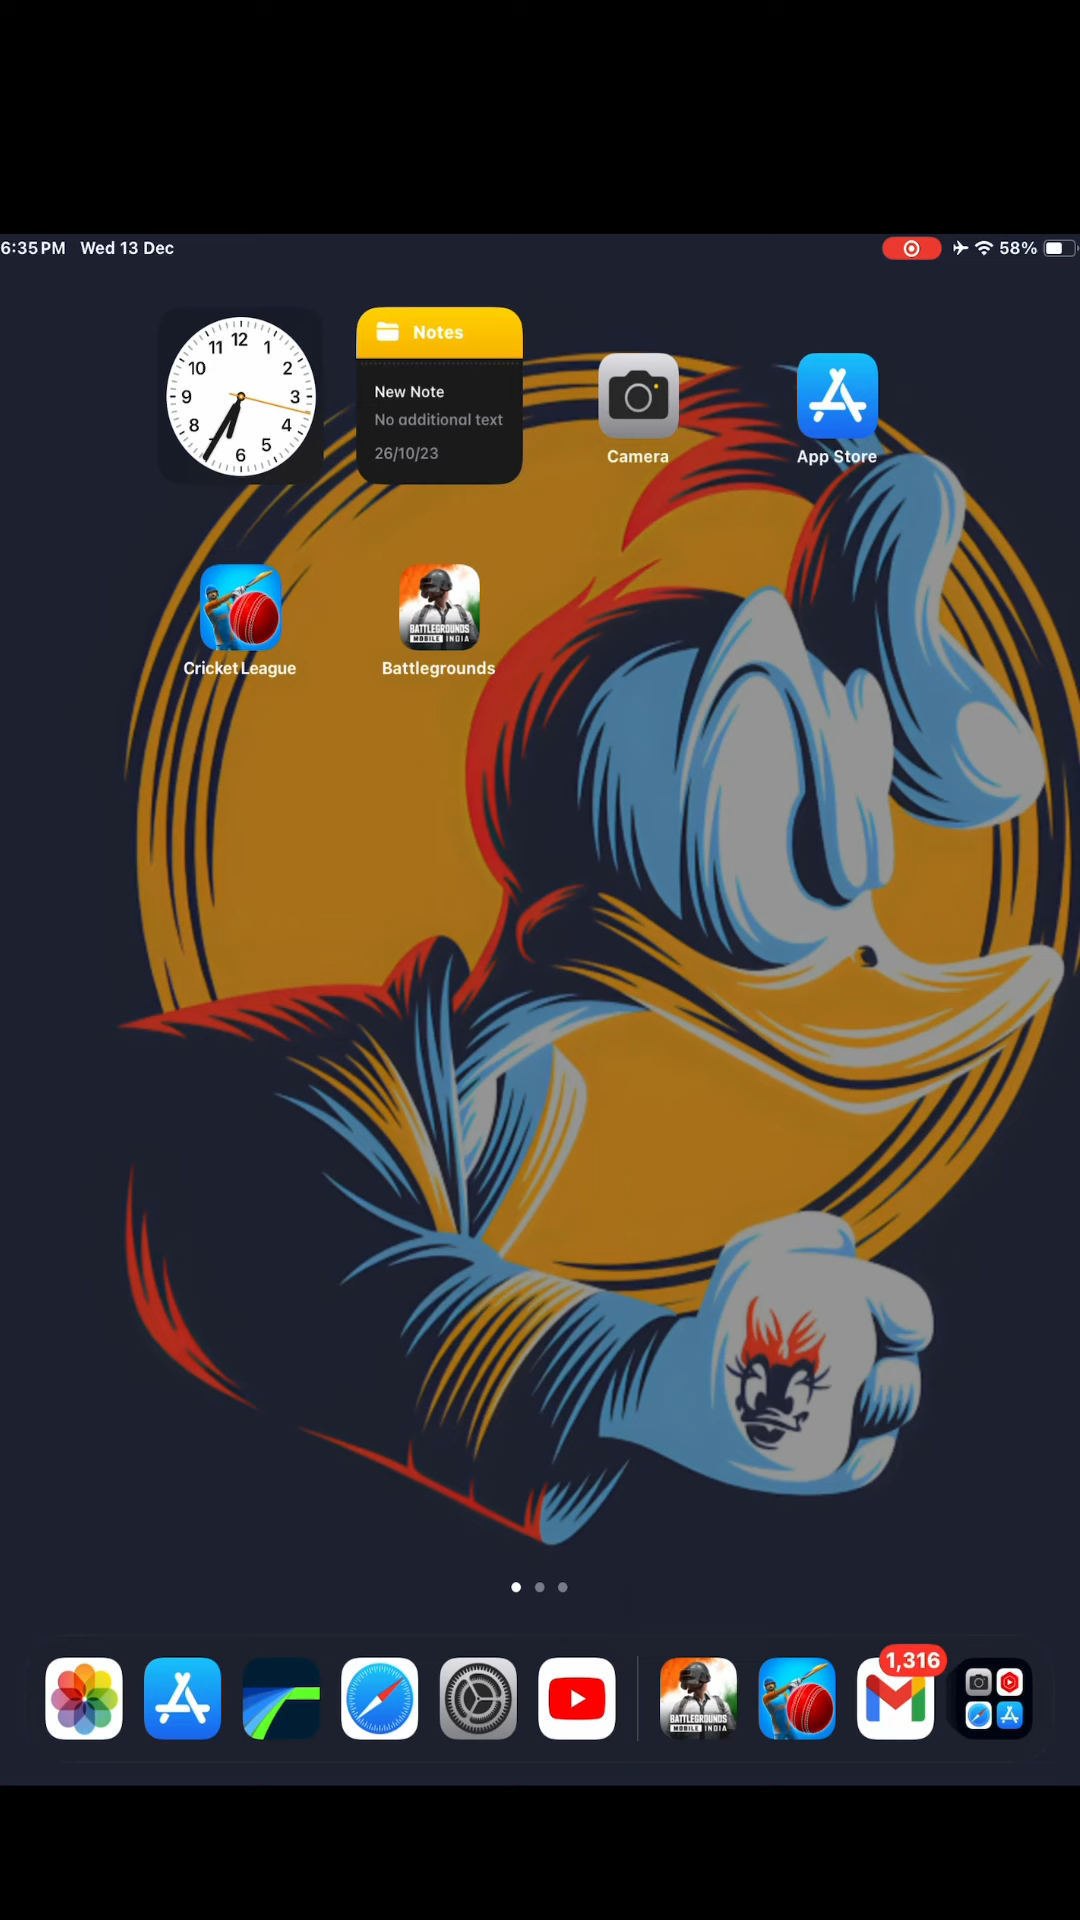 6:35 PM Wed 13 Dec
58%
12
11 1
10 2
9 3
8 4
7 5
6
Notes
New Note
No additional text
26/10/23
Camera
App Store
BATTLEGROUNDS
MOBILE INDIA
Cricket League
Battlegrounds
BATTLEGROUNDS
MOBILE INDIA
1,316